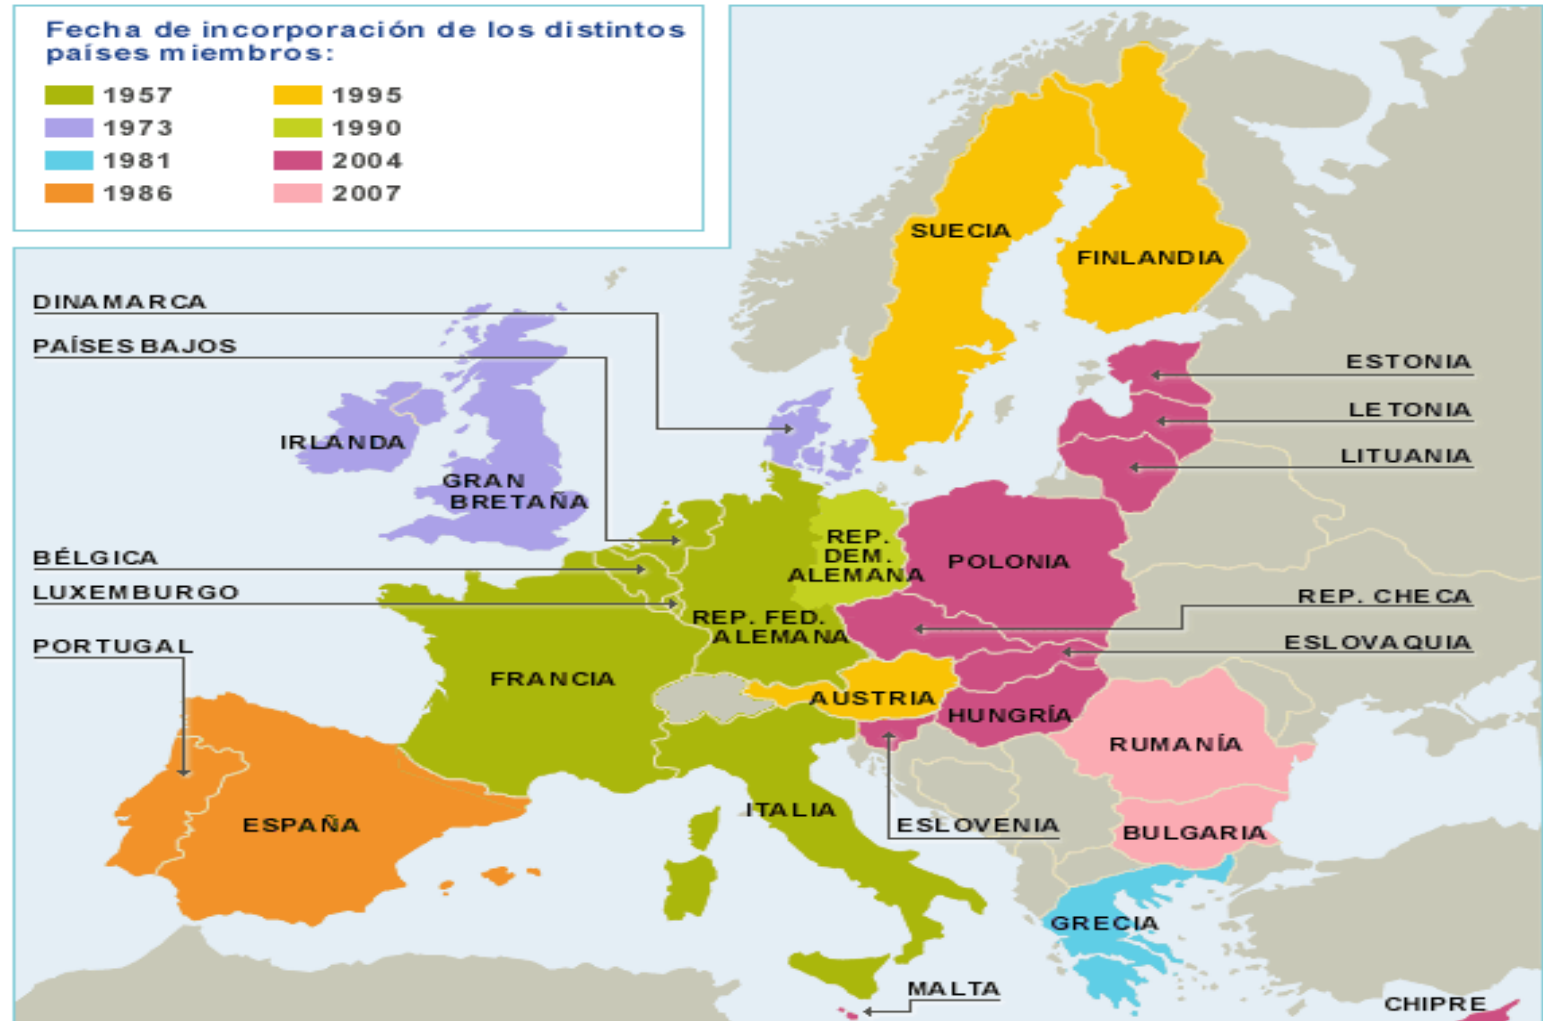 Fecha de incorporación de los distintos
países miembros:
1957
1973
1981
1986
1995
1990
2004
2007
SUECIA
FINLANDIA
DINAMARCA
PAÍSES BAJOS
ESTONIA
LETONIA
LITUANIA
IRLANDA
GRAN
BRETAÑA
BÉLGICA
LUXEMBURGO
PORTUGAL
REP.
DEM.
ALEMANA
POLONIA
REP. CHECA
ESLOVAQUIA
REP. FED.
ALEMANA
FRANCIA
AUSTRIA
HUNGRÍA
RUMANÍA
ESPAÑA
ITALIA
ESLOVENIA
BULGARIA
GRECIA
MALTA
CHIPRE